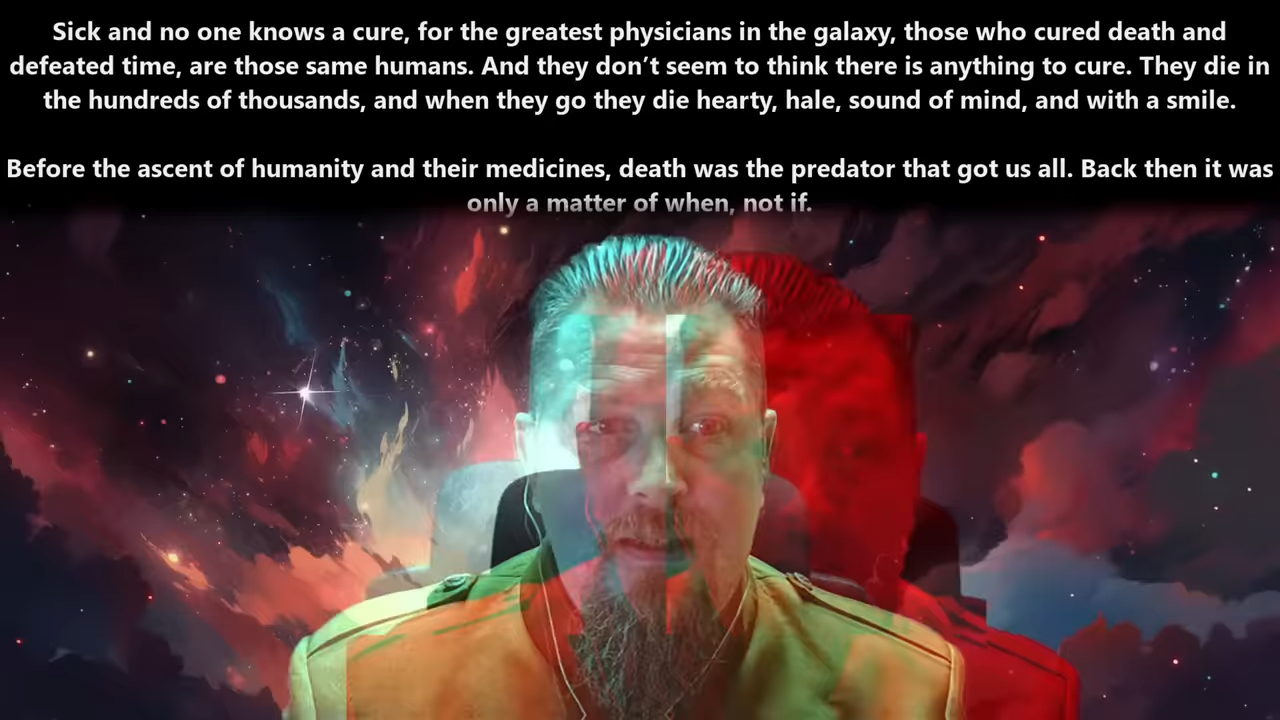 Sick and no one knows a cure, for the greatest physicians in the galaxy, those who cured death and
defeated time, are those same humans. And they don’t seem to think there is anything to cure. They die in
the hundreds of thousands, and when they go they die hearty, hale, sound of mind, and with a smile.
Before the ascent of humanity and their medicines, death was the predator that got us all. Back then it was
only a matter of when, not if.